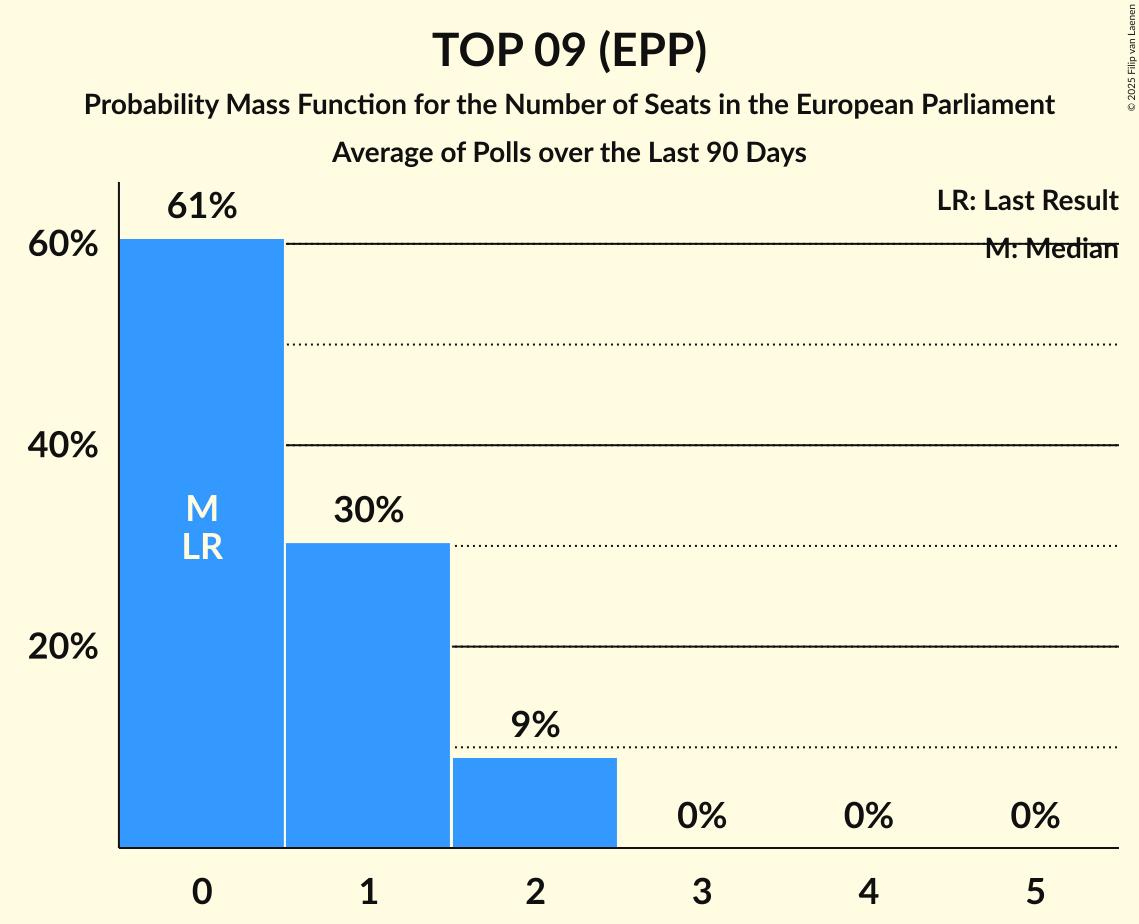 TOP 09 (EPP)
Probability Mass Function for the Number of Seats in the European Parliament
Average of Polls over the Last 90 Days
© 2025 Filip van Laenen
LR: Last Result
M: Median
61%
60%
40%
20%
M
LR
30%
9%
0%
0%
0%
0
1
2
3
4
5